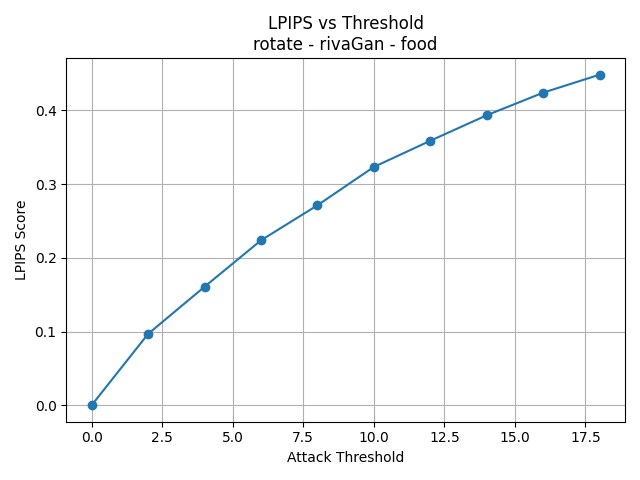 LPIPS vs Threshold
rotate - rivaGan - food
LPIPS Score
0.4
0.3
0.2
0.1
0.0
0.0 2.5 5.0 7.5 10.0 12.5 15.0 17.5
Attack Threshold